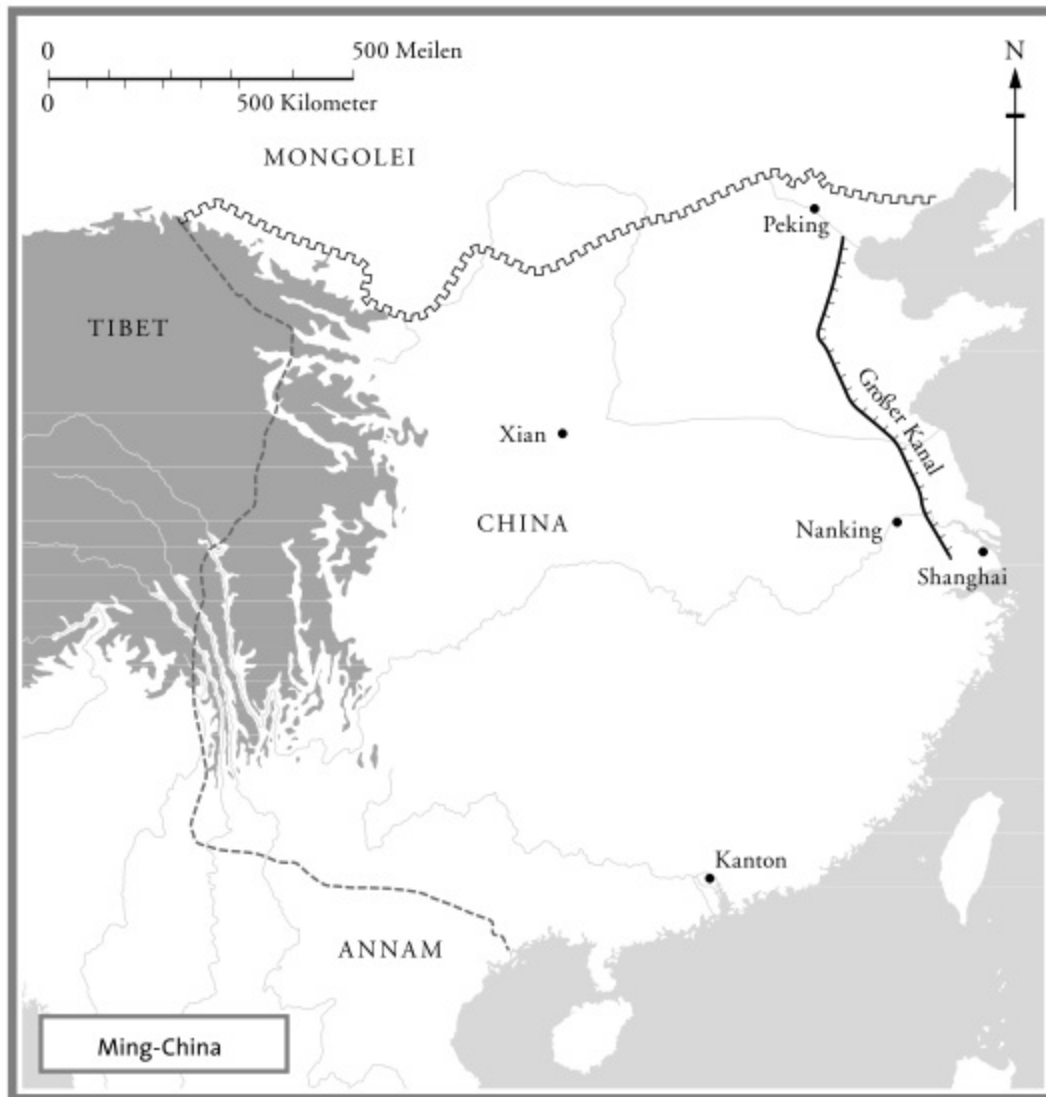 0 500 Meilen
0 500 Kilometer
N
MONGOLEI
Peking
TIBET
Großer Kanal
Xian
CHINA
Nanking
Shanghai
Kanton
ANNAM
Ming-China